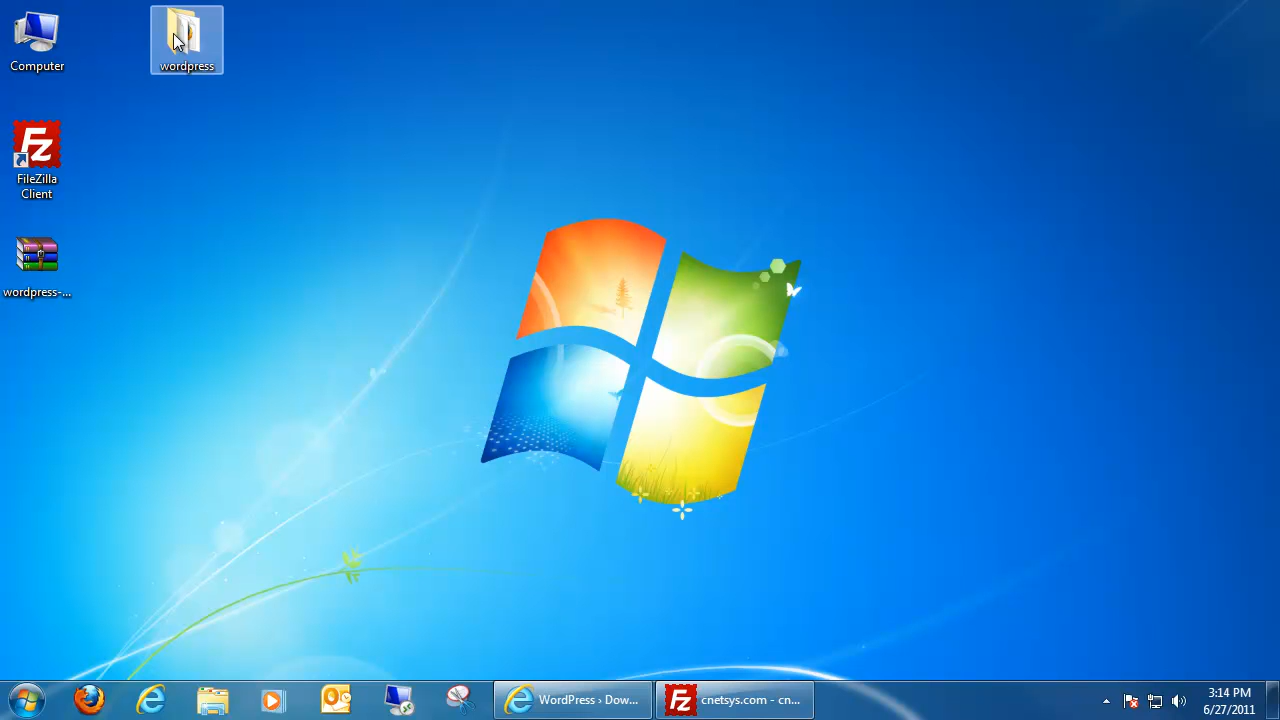 Computer
wordpress
FileZilla
Client
wordpress-...
WordPress › Dow...
cnetsys.com - cn...
3:14 PM
6/27/2011